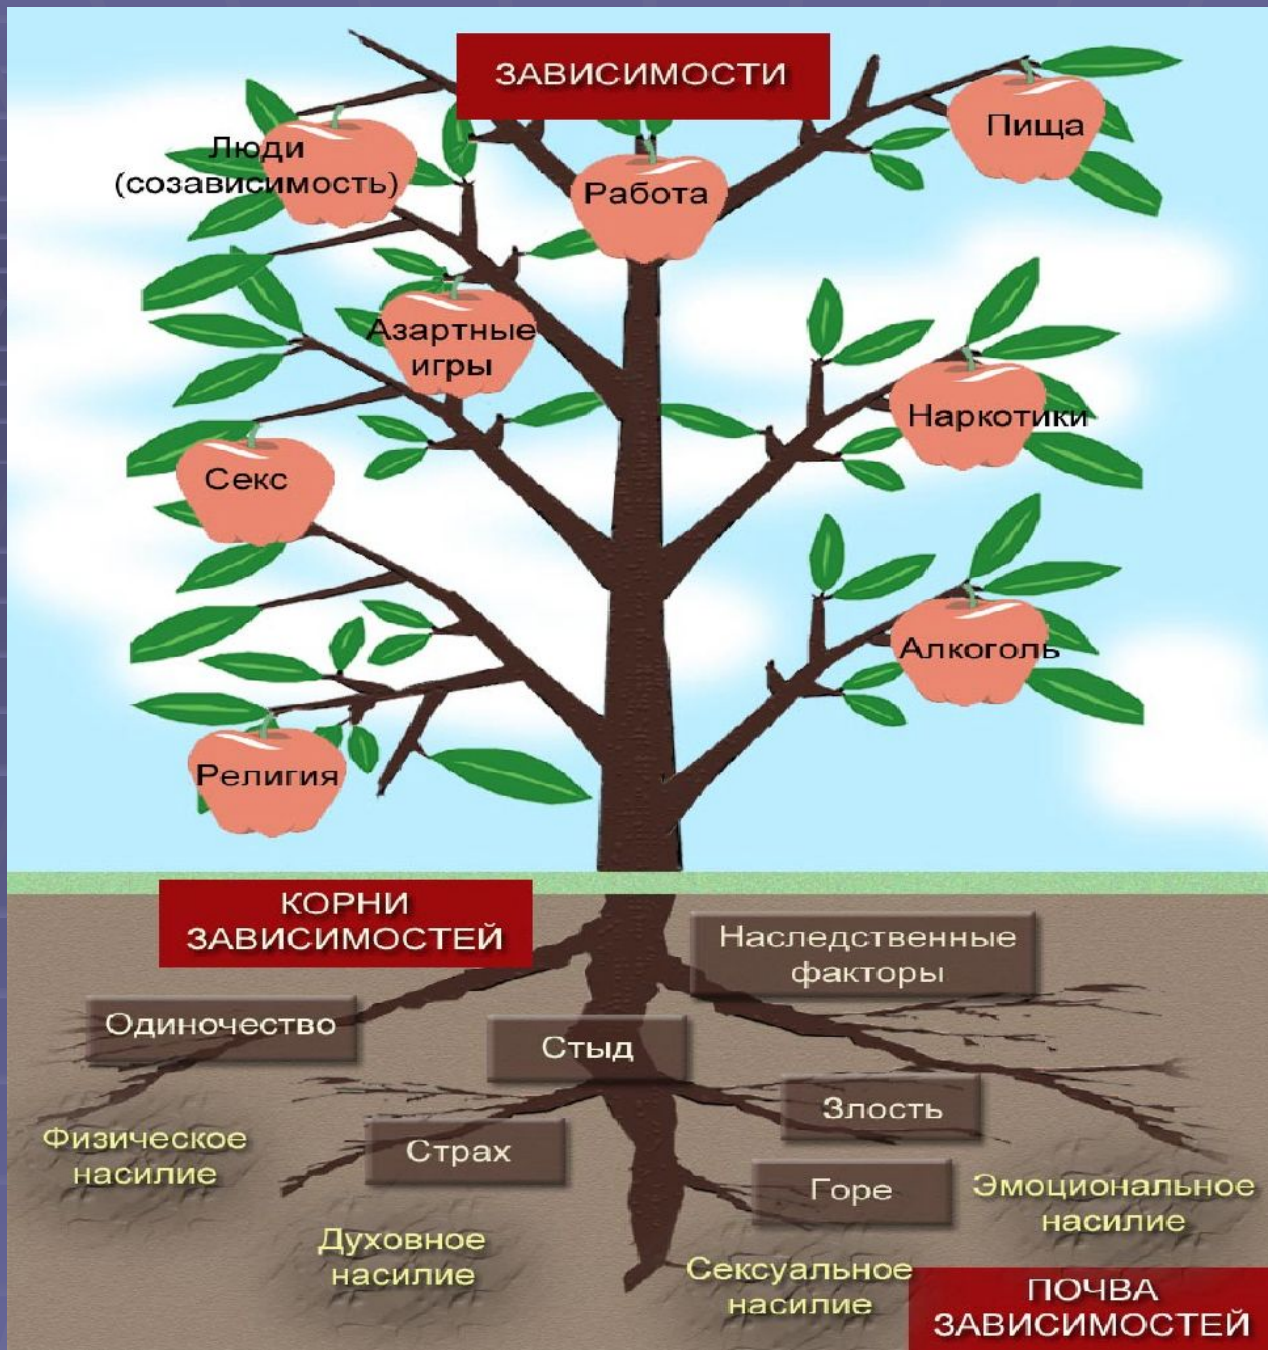 ЗАВИСИМОСТИ
Пища
Люди
(созависимость)
Работа
Азартные
игры
Наркотики
Секс
Алкоголь
Религия
КОРНИ
ЗАВИСИМОСТЕЙ
Наследственные
факторы
Одиночество
Стыд
Злость
Страх
Горе
Физическое
насилие
Эмоциональное
насилие
Духовное
насилие
Сексуальное
насилие
ПОЧВА
ЗАВИСИМОСТЕЙ